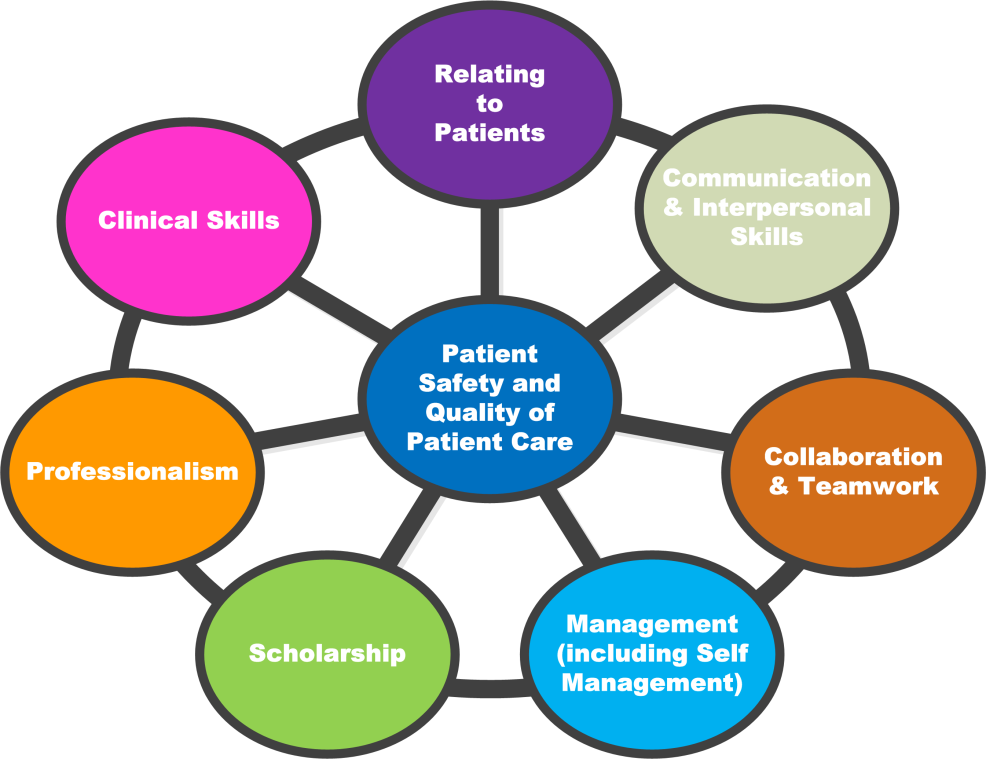 Relating
to
Patients
Communication
& Interpersonal
Skills
Clinical Skills
Patient
Safety and
Quality of
Patient Care
Collaboration
& Teamwork
Professionalism
Management
(including Self
Management)
Scholarship